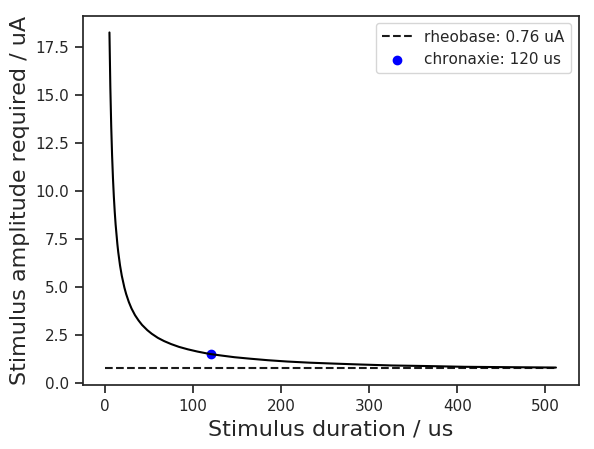 Stimulus amplitude required / uA
17.5
15.0
12.5
10.0
7.5
5.0
2.5
0.0
rheobase: 0.76 uA
chronaxie: 120 us
0 100 200 300 400 500
Stimulus duration / us